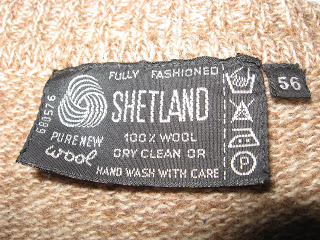 FULLY FASHIONED
SHETLAND
56
680576
PURE NEW
wool
100% WOOL
DRY CLEAN OR
HAND WASH WITH CARE
P